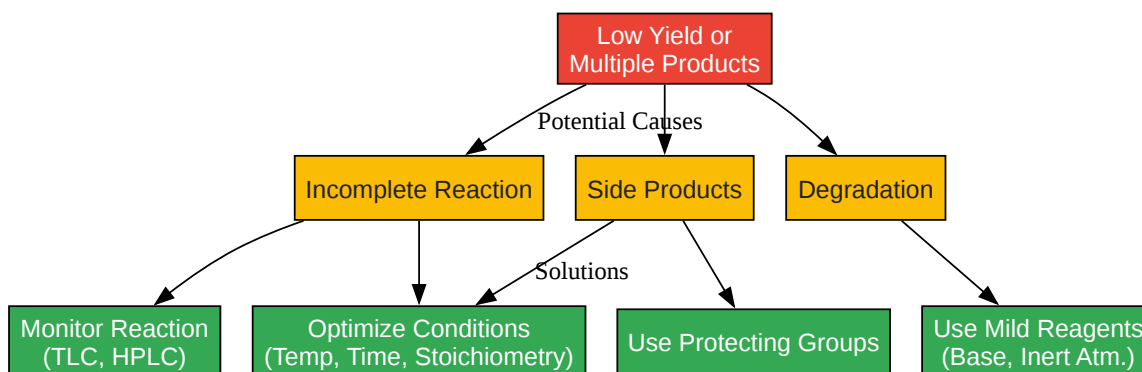 Low Yield or
Multiple Products
Potential Causes
Incomplete Reaction
Side Products
Degradation
Solutions
Monitor Reaction
(TLC, HPLC)
Optimize Conditions
(Temp, Time, Stoichiometry)
Use Protecting Groups
Use Mild Reagents
(Base, Inert Atm.)